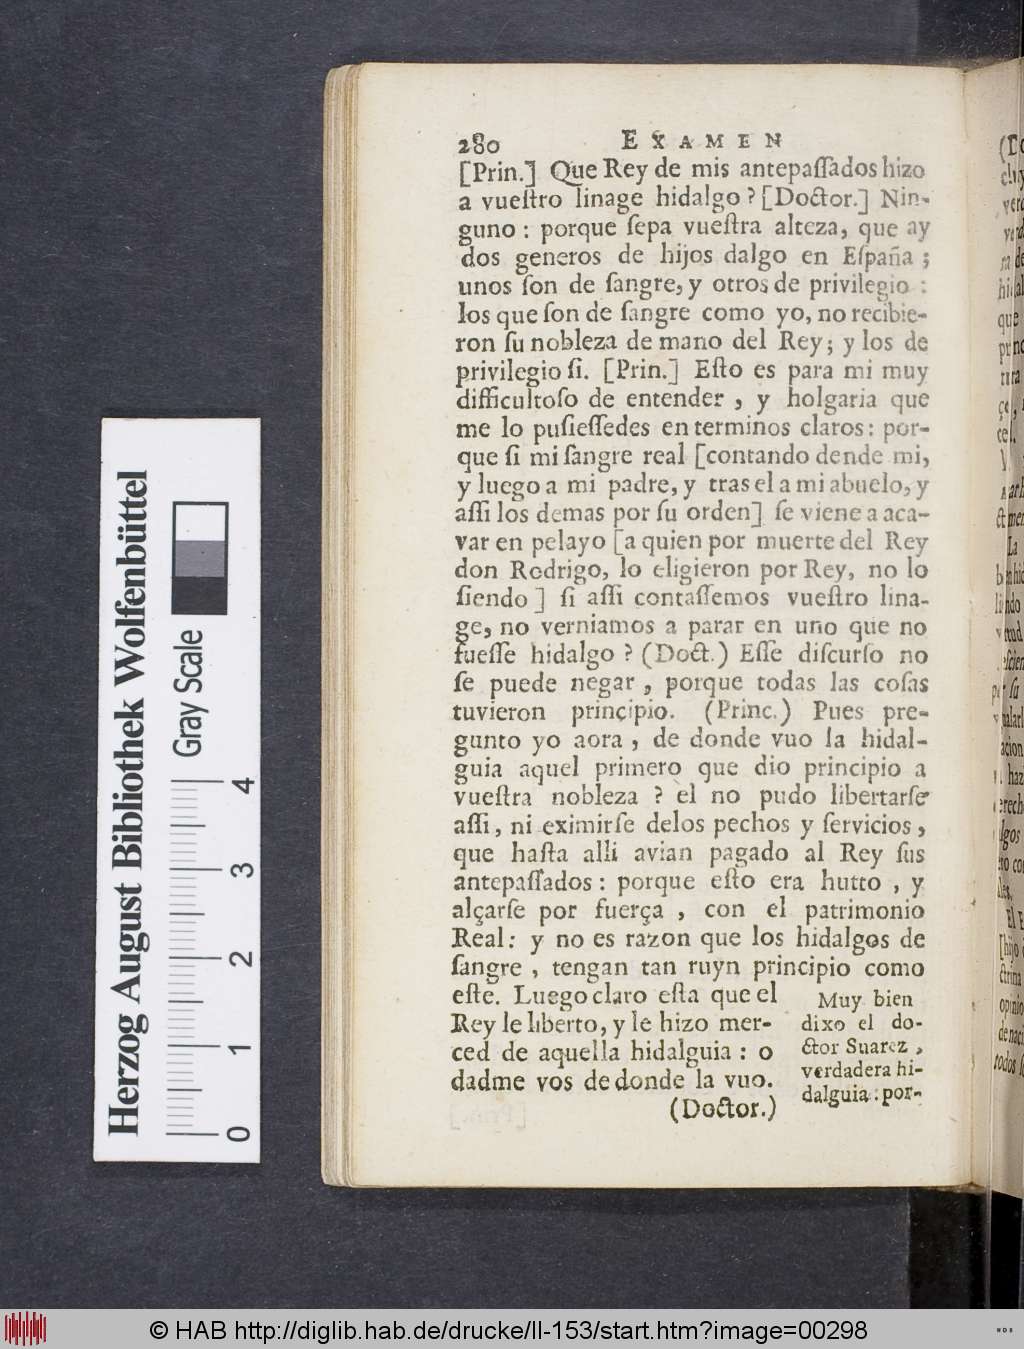 280 EXAMEN
[Prin.] Que Rey de mis antepaſſados hizo
a vueſtro linage hidalgo? [Doctor.] Nin-
guno: porque ſepa vueſtra alteza, que ay
dos generos de hijos dalgo en Eſpaña;
unos ſon de ſangre, y otros de privilegio:
los que ſon de ſangre como yo, no recibie-
ron ſu nobleza de mano del Rey; y los de
privilegio ſi. [Prin.] Eſto es para mi muy
difficultoſo de entender, y holgaria que
me lo puſieſſedes en terminos claros: por-
que ſi mi ſangre real [contando dende mi,
y luego a mi padre, y tras el a mi abuelo, y
aſſi los demas por ſu orden] ſe viene a aca-
var en pelayo [a quien por muerte del Rey
don Rodrigo, lo eligieron por Rey, no lo
ſiendo] ſi aſſi contaſſemos vueſtro lina-
ge, no verniamos a parar en uno que no
fueſſe hidalgo? (Doct.) Eſſe diſcurſo no
ſe puede negar, porque todas las coſas
tuvieron principio. (Princ.) Pues pre-
gunto yo aora, de donde vuo la hidal-
guia aquel primero que dio principio a
vueſtra nobleza? èl no pudo libertarſe
aſſi, ni eximirſe delos pechos y ſervicios,
que haſta alli avian pagado al Rey ſus
antepaſſados: porque eſto era hutto, y
alçarſe por fuerça, con el patrimonio
Real: y no es razon que los hidalgos de
ſangre, tengan tan ruyn principio como
eſte. Luego claro eſta que el
Rey le liberto, y le hizo mer-
ced de aquella hidalguia: o
dadme vos de donde la vuo.
(Doctor.)
Muy bien
dixo el do-
ctor Suarez,
verdadera hi-
dalguia: por-
Herzog August Bibliothek Wolfenbüttel
Gray Scale
0 1 2 3 4
© HAB http://diglib.hab.de/drucke/ll-153/start.htm?image=00298